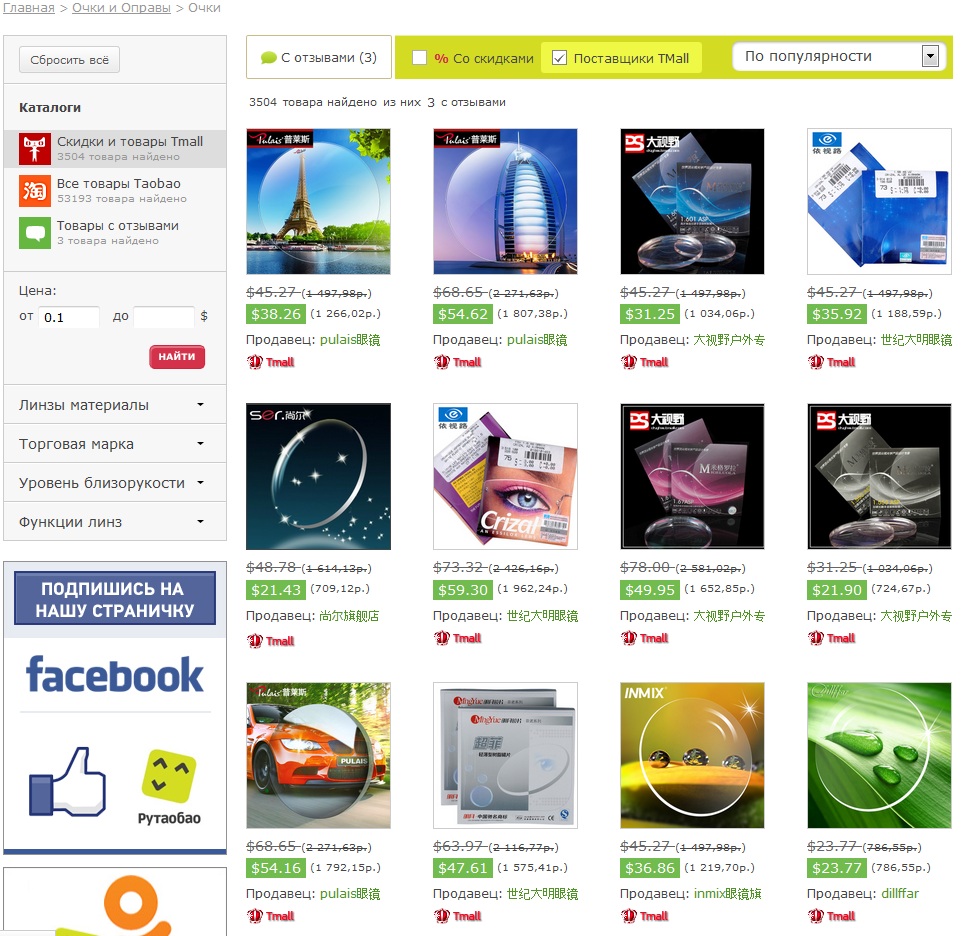 Главная > Очки и Оправы > Очки
Сбросить всё
Каталоги
Скидки и товары Tmall
3504 товара найдено
Все товары Taobao
53193 товара найдено
Товары с отзывами
3 товара найдено
Цена:
от 0.1 до $
НАЙТИ
Линзы материалы
Торговая марка
Уровень близорукости
Функции линз
ПОДПИШИСЬ НА
НАШУ СТРАНИЧКУ
facebook
Рутаобао
С отзывами (3)
% Со скидками
Поставщики TMall
По популярности
3504 товара найдено из них 3 с отзывами
Pulais 普莱斯
$45.27 (1 497,98р.)
$38.26 (1 266,02р.)
Продавец: pulais眼镜
Tmall
Pulais 普莱斯
$68.65 (2 271,63р.)
$54.62 (1 807,38р.)
Продавец: pulais眼镜
Tmall
大视野
1.601 ASP
$45.27 (1 497,98р.)
$31.25 (1 034,06р.)
Продавец: 大视野户外专
Tmall
依视路
$45.27 (1 497,98р.)
$35.92 (1 188,59р.)
Продавец: 世纪大明眼镜
Tmall
ser.尚尔
$48.78 (1 614,13р.)
$21.43 (709,12р.)
Продавец: 尚尔旗舰店
Tmall
依视路
Crizal
AN ESSILOR LENS
$73.32 (2 426,16р.)
$59.30 (1 962,24р.)
Продавец: 世纪大明眼镜
Tmall
大视野
M 米格罗拉
$78.00 (2 581,02р.)
$49.95 (1 652,85р.)
Продавец: 大视野户外专
Tmall
大视野
$31.25 (1 034,06р.)
$21.90 (724,67р.)
Продавец: 大视野户外专
Tmall
Pulais 普莱斯
PULAIS
$68.65 (2 271,63р.)
$54.16 (1 792,15р.)
Продавец: pulais眼镜
Tmall
MingYue
超菲
$63.97 (2 116,77р.)
$47.61 (1 575,41р.)
Продавец: 世纪大明眼镜
Tmall
INMIX
$45.27 (1 497,98р.)
$36.86 (1 219,70р.)
Продавец: inmix眼镜旗
Tmall
Dillffar
$23.77 (786,55р.)
$23.77 (786,55р.)
Продавец: dillffar
Tmall